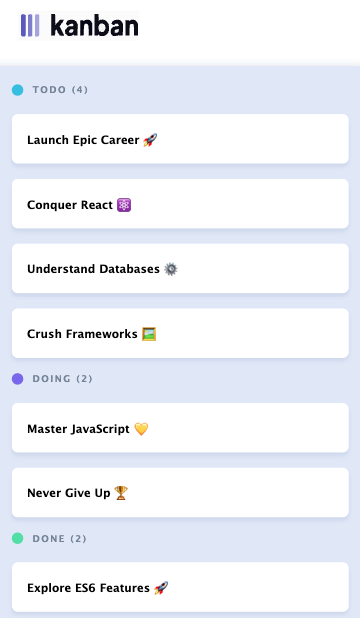 kanban
TODO (4)
Launch Epic Career 🚀
Conquer React ⚛️
Understand Databases ⚙️
Crush Frameworks 🖼️
DOING (2)
Master JavaScript 💛
Never Give Up 🏆
DONE (2)
Explore ES6 Features 🚀